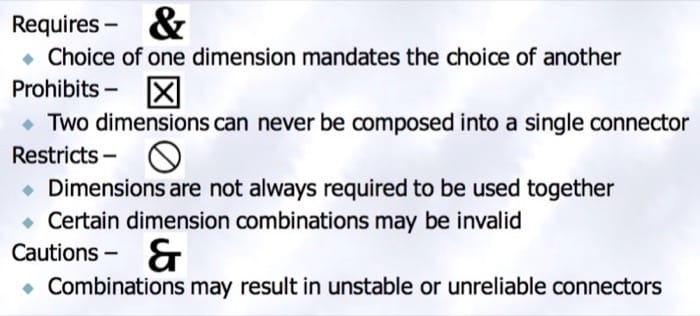 Requires – &
Choice of one dimension mandates the choice of another
Prohibits – ☒
Two dimensions can never be composed into a single connector
Restricts – 🛇
Dimensions are not always required to be used together
Certain dimension combinations may be invalid
Cautions – &
Combinations may result in unstable or unreliable connectors